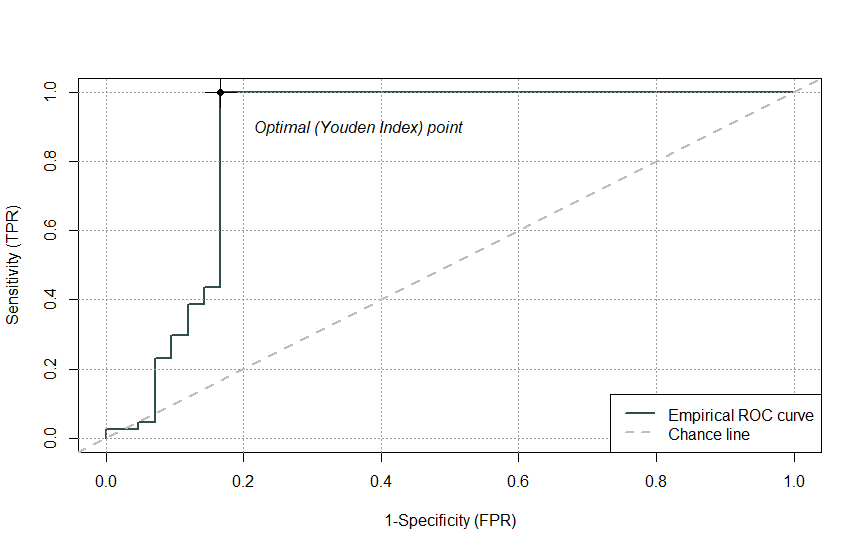 Optimal (Youden Index) point
Sensitivity (TPR)
1.0
0.8
0.6
0.4
0.2
0.0
Empirical ROC curve
Chance line
0.0 0.2 0.4 0.6 0.8 1.0
1-Specificity (FPR)